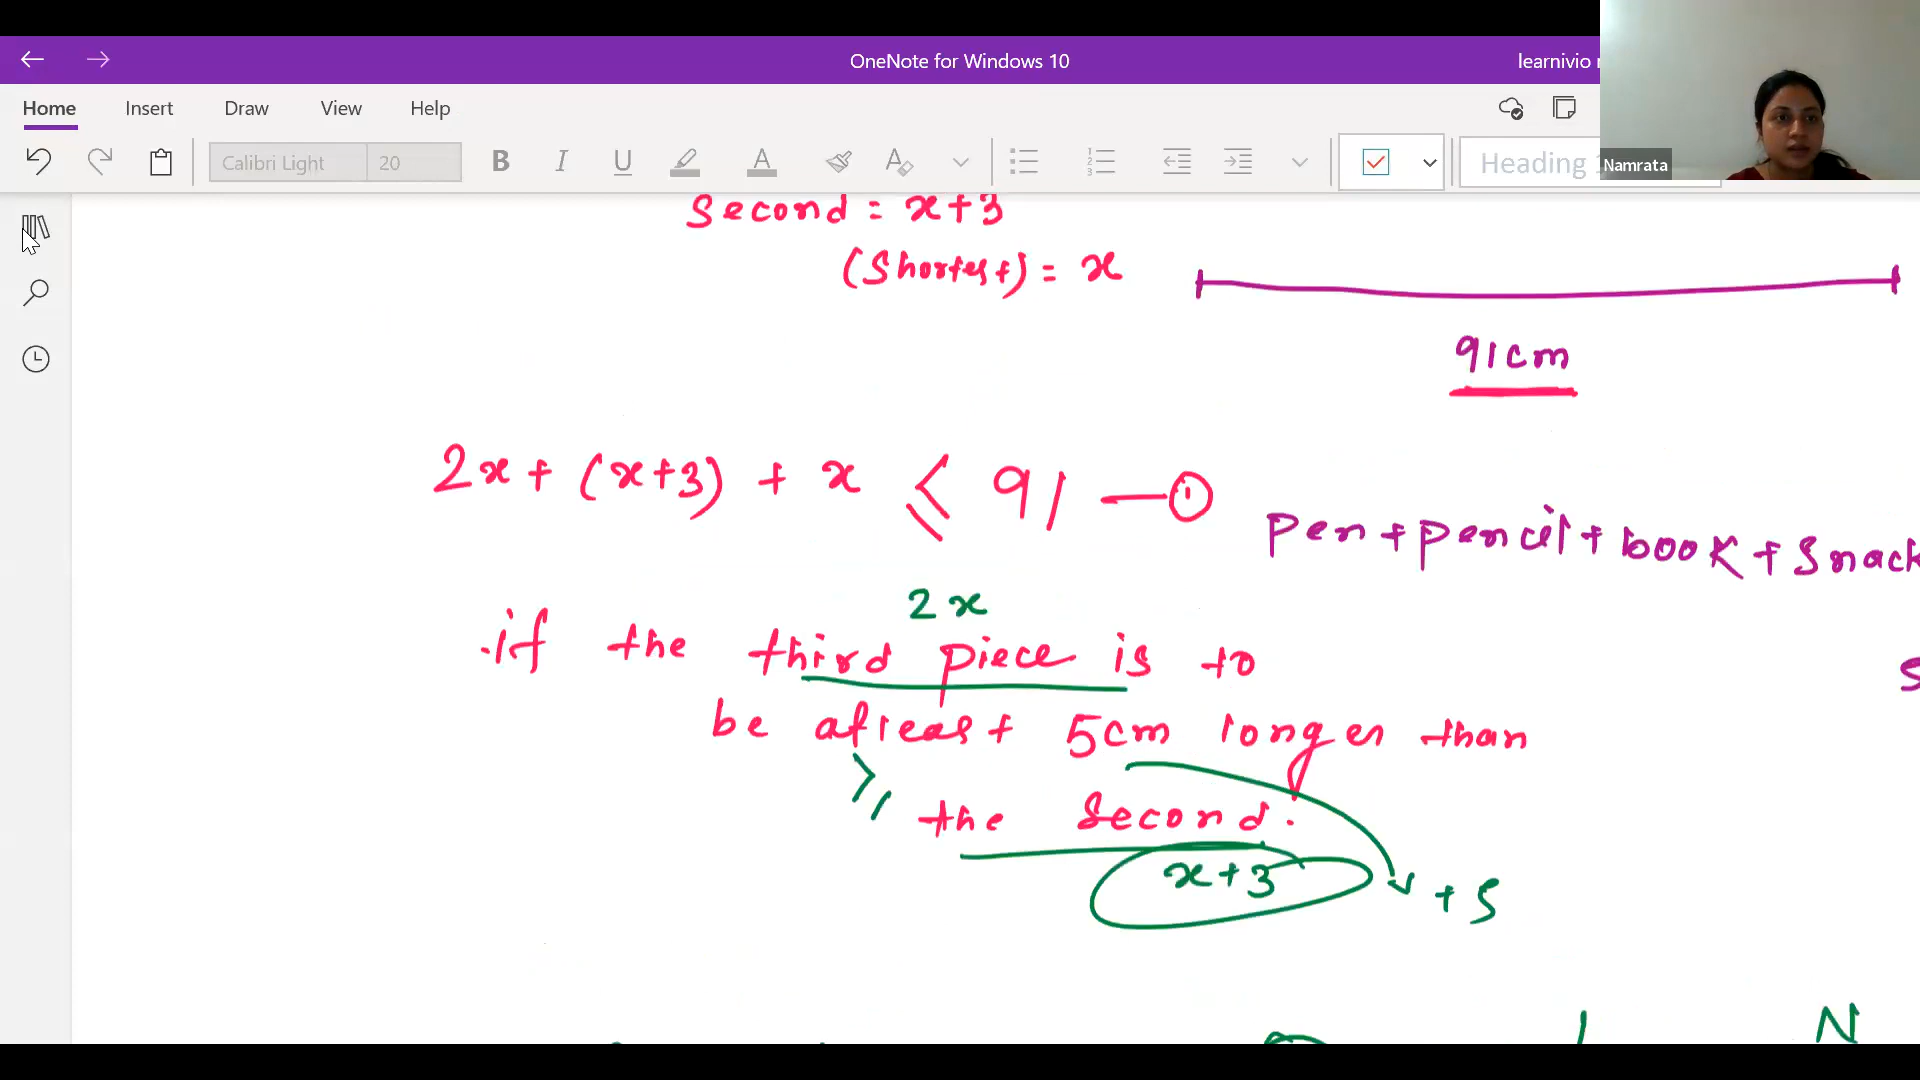 OneNote for Windows 10
learnivio
Home Insert Draw View Help
Calibri Light 20 B I U A Heading
Namrata
Second = x+3
(Shortest) = x
91cm
2x + (x+3) + x ≤ 91 — ①
Pen + Pencil + book + Snack
2x
.if the third piece is to
be atleast 5cm longer than
≥
the Second.
x+3
+5
N